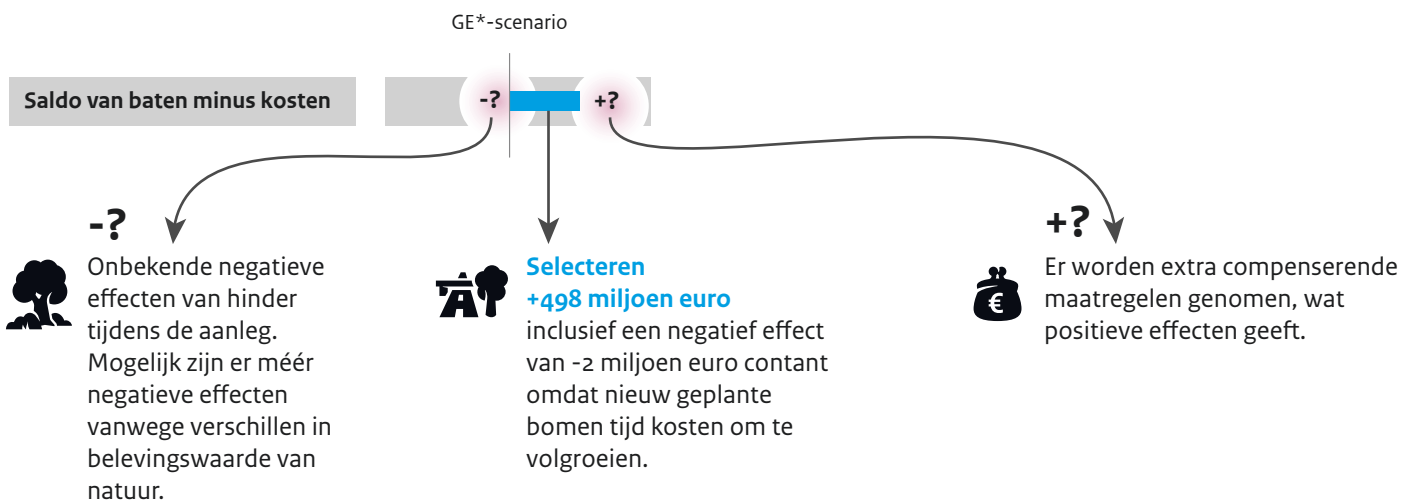 GE*-scenario
Saldo van baten minus kosten
-?
+?
-?
Onbekende negatieve
effecten van hinder
tijdens de aanleg.
Mogelijk zijn er méér
negatieve effecten
vanwege verschillen in
belevingswaarde van
natuur.
Selecteren
+498 miljoen euro
inclusief een negatief effect
van -2 miljoen euro contant
omdat nieuw geplante
bomen tijd kosten om te
volgroeien.
€
+?
Er worden extra compenserende
maatregelen genomen, wat
positieve effecten geeft.